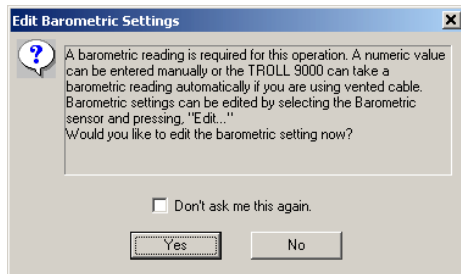 Edit Barometric Settings
A barometric reading is required for this operation. A numeric value
can be entered manually or the TROLL 9000 can take a
barometric reading automatically if you are using vented cable.
Barometric settings can be edited by selecting the Barometric
sensor and pressing, "Edit..."
Would you like to edit the barometric setting now?
Don't ask me this again.
Yes No